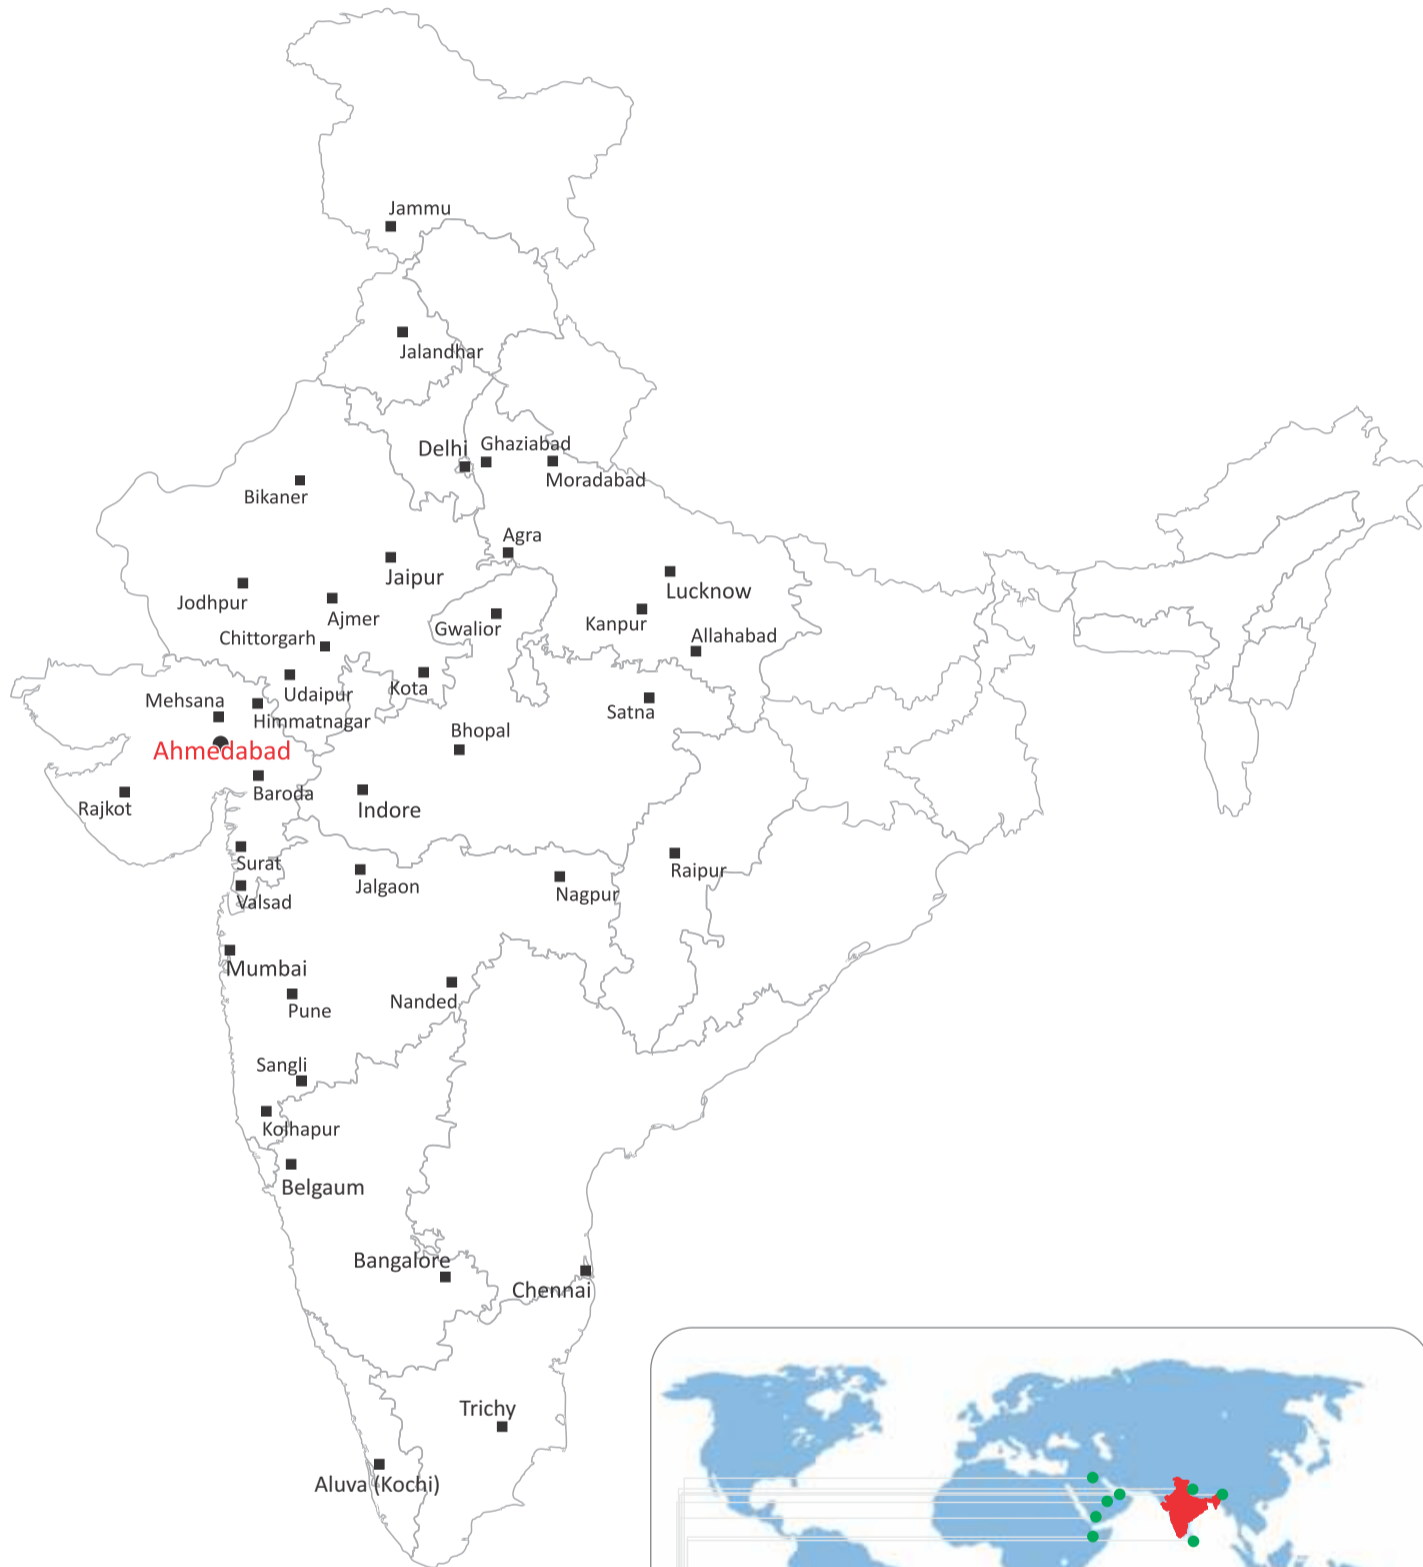 Jammu
Jalandhar
Delhi
Ghaziabad
Moradabad
Bikaner
Agra
Jaipur
Lucknow
Jodhpur
Ajmer
Kanpur
Gwalior
Chittorgarh
Allahabad
Udaipur
Kota
Mehsana
Himmatnagar
Satna
Bhopal
Ahmedabad
Baroda
Rajkot
Indore
Surat
Raipur
Jalgaon
Nagpur
Valsad
Mumbai
Nanded
Pune
Sangli
Kolhapur
Belgaum
Bangalore
Chennai
Trichy
Aluva (Kochi)